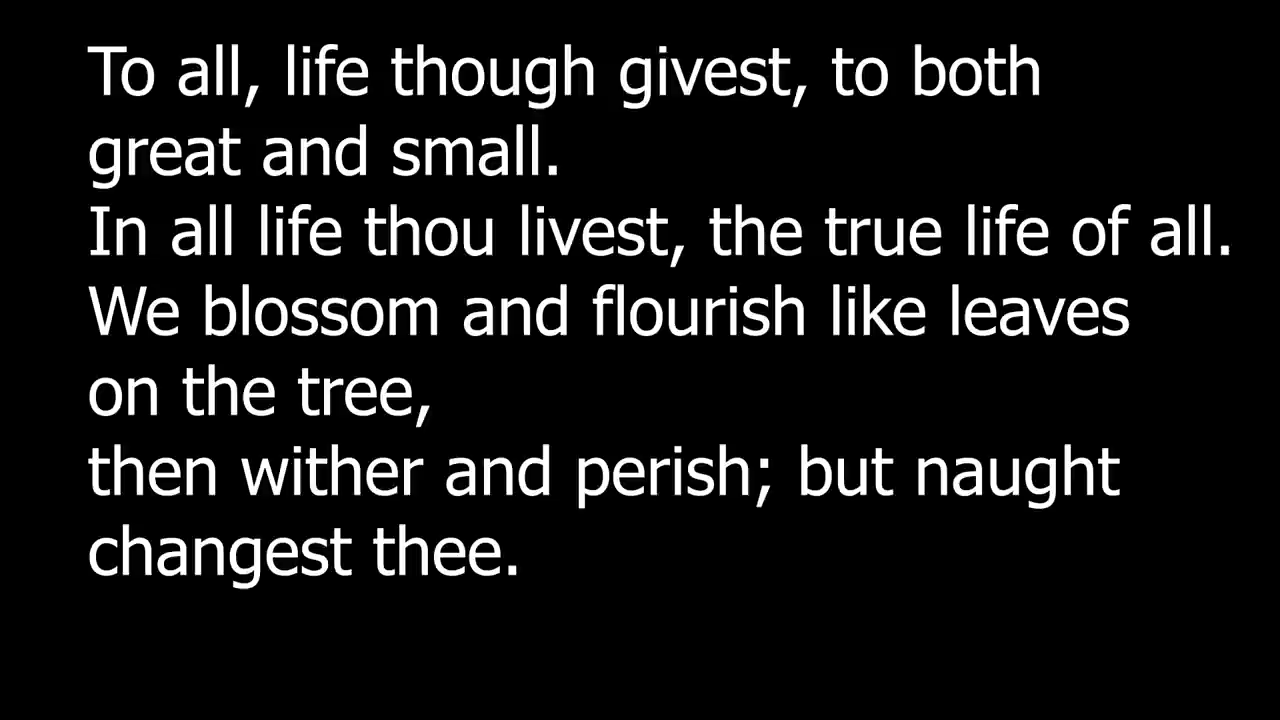 To all, life though givest, to both
great and small.
In all life thou livest, the true life of all.
We blossom and flourish like leaves
on the tree,
then wither and perish; but naught
changest thee.